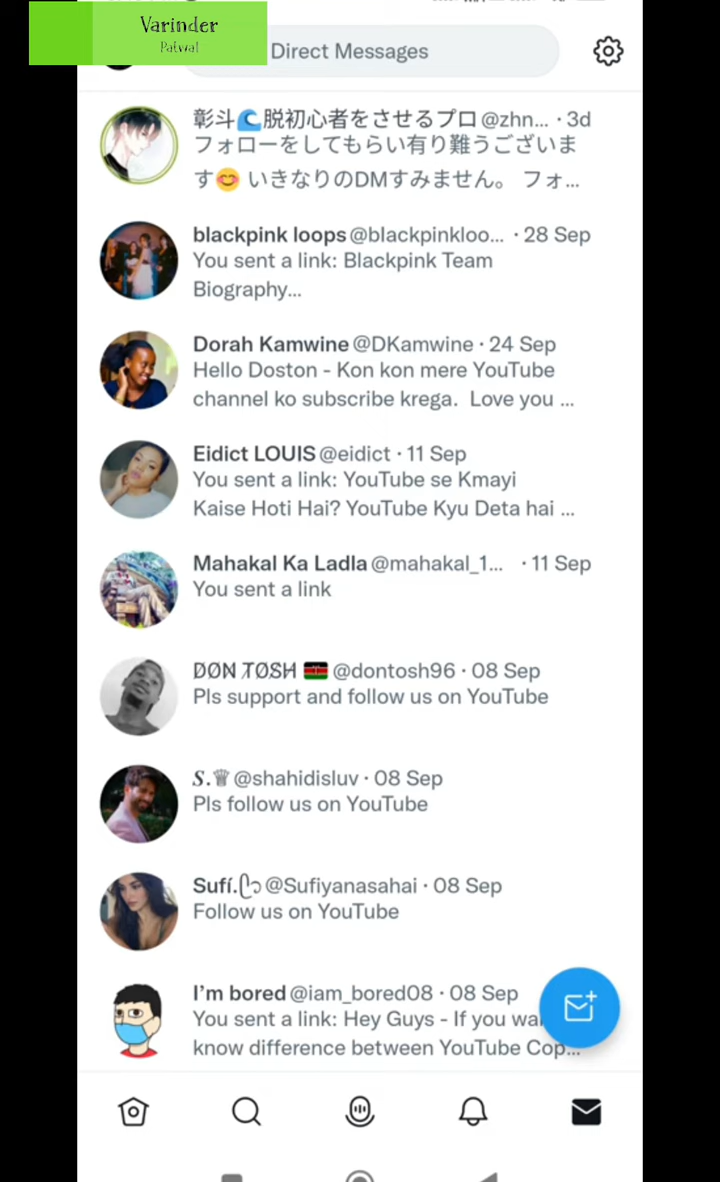 Varinder
Patwal
Direct Messages
彰斗🌊脱初心者をさせるプロ @zhn... · 3d
フォローをしてもらい有り難うございま
す😊 いきなりのDMすみません。 フォ...
blackpink loops @blackpinkloo... · 28 Sep
You sent a link: Blackpink Team
Biography...
Dorah Kamwine @DKamwine · 24 Sep
Hello Doston - Kon kon mere YouTube
channel ko subscribe krega.  Love you ...
Eidict LOUIS @eidict · 11 Sep
You sent a link: YouTube se Kmayi
Kaise Hoti Hai? YouTube Kyu Deta hai ...
Mahakal Ka Ladla @mahakal_1... · 11 Sep
You sent a link
D̷ØN T̷ØSH̷ 🇰🇪 @dontosh96 · 08 Sep
Pls support and follow us on YouTube
𝑺.♕ @shahidisluv · 08 Sep
Pls follow us on YouTube
Sufí. @Sufiyanasahai · 08 Sep
Follow us on YouTube
I’m bored @iam_bored08 · 08 Sep
You sent a link: Hey Guys - If you
know difference between YouTube Cop...